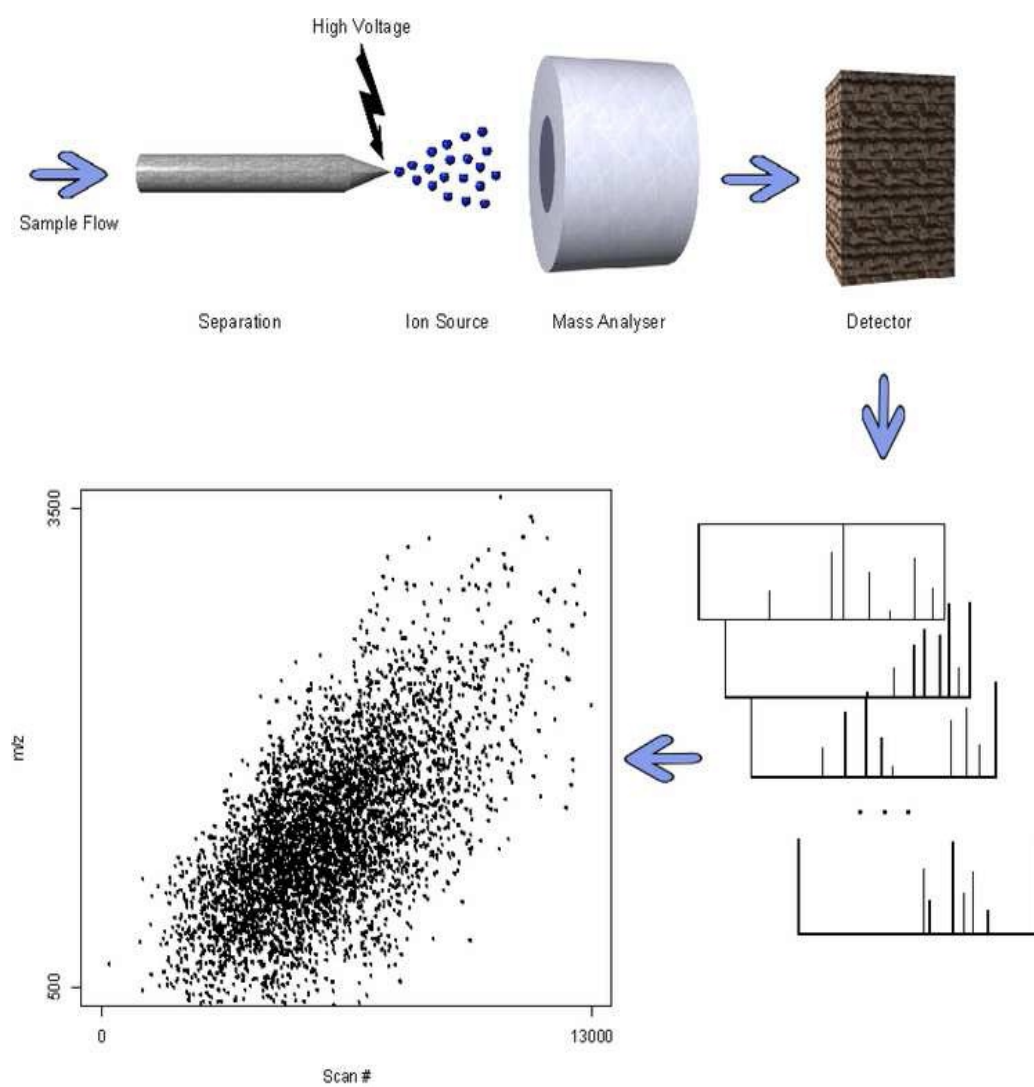 High Voltage
Sample Flow
Separation
Ion Source
Mass Analyser
Detector
3500
m/z
500
0
13000
Scan #